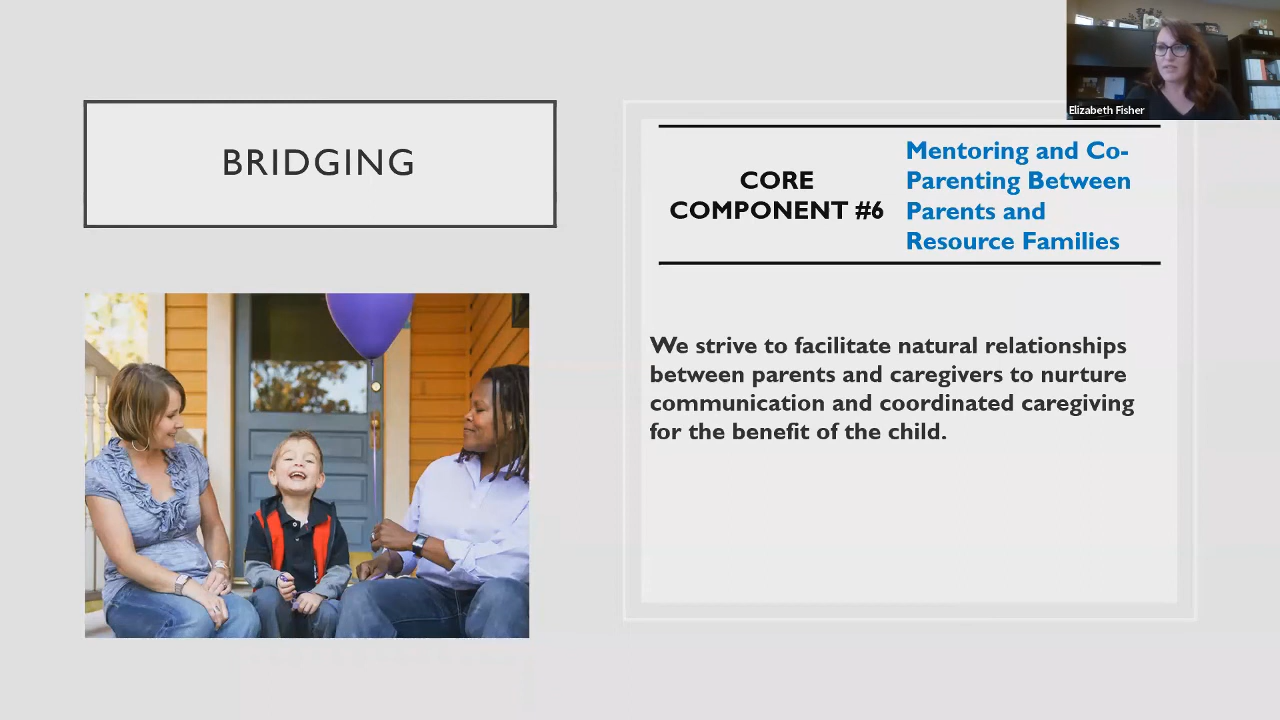 Elizabeth Fisher
BRIDGING
CORE
COMPONENT #6
Mentoring and Co-
Parenting Between
Parents and
Resource Families
We strive to facilitate natural relationships
between parents and caregivers to nurture
communication and coordinated caregiving
for the benefit of the child.